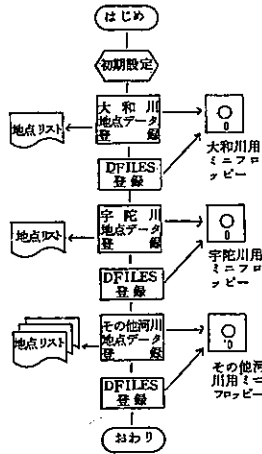 はじめ
初期設定
大和川
地点データ
登録
地点リスト
0
大和川用
ミニフロ
ッピー
DFILES
登録
宇陀川
地点データ
登録
地点リスト
0
宇陀川用
ミニフロ
ッピー
DFILES
登録
その他河川
地点データ
登録
地点リスト
0
その他河
川用ミニ
フロッピー
DFILES
登録
おわり